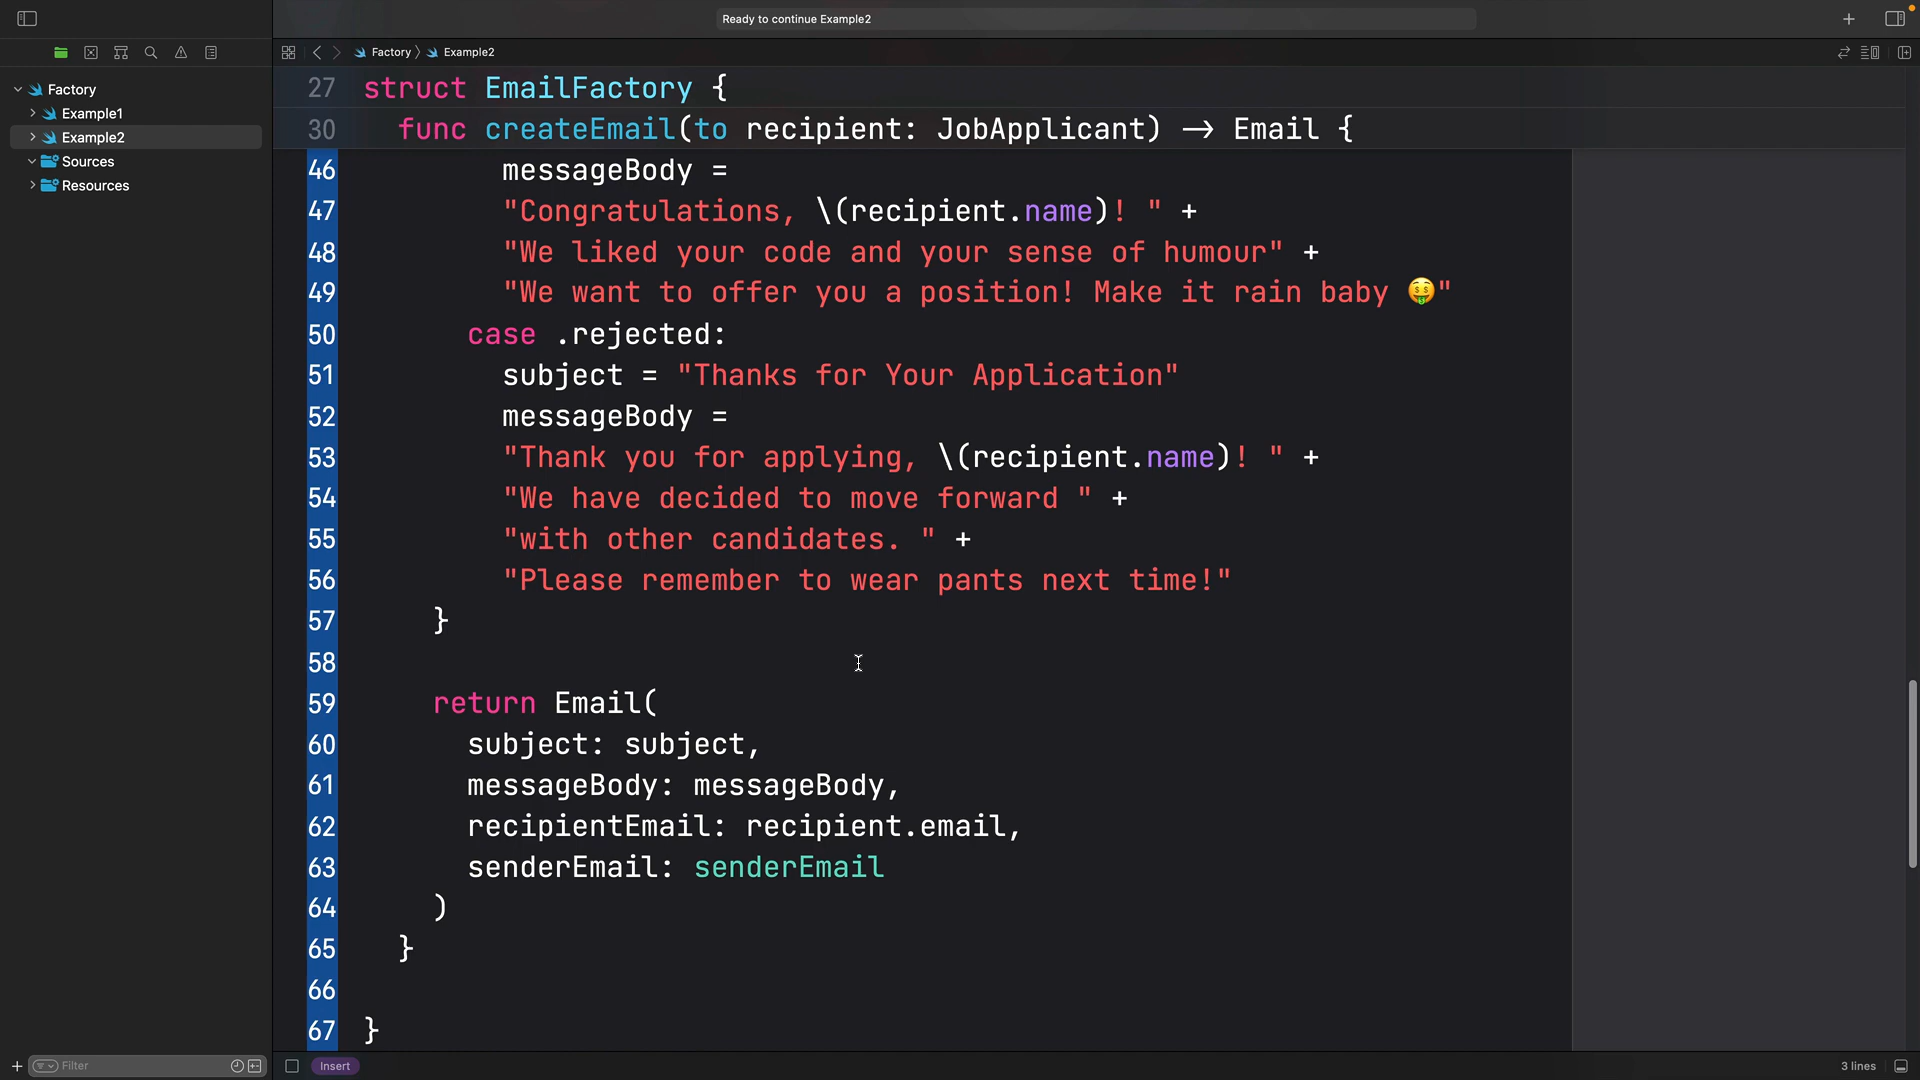 Ready to continue Example2
Factory
Example2
Factory
Example1
Example2
Sources
Resources
27 struct EmailFactory {
30 func createEmail(to recipient: JobApplicant) -> Email {
46 messageBody =
47 "Congratulations, \(recipient.name)! " +
48 "We liked your code and your sense of humour" +
49 "We want to offer you a position! Make it rain baby 🤑"
50 case .rejected:
51 subject = "Thanks for Your Application"
52 messageBody =
53 "Thank you for applying, \(recipient.name)! " +
54 "We have decided to move forward " +
55 "with other candidates. " +
56 "Please remember to wear pants next time!"
57 }
58
59 return Email(
60 subject: subject,
61 messageBody: messageBody,
62 recipientEmail: recipient.email,
63 senderEmail: senderEmail
64 )
65 }
66
67 }
Filter
Insert
3 lines